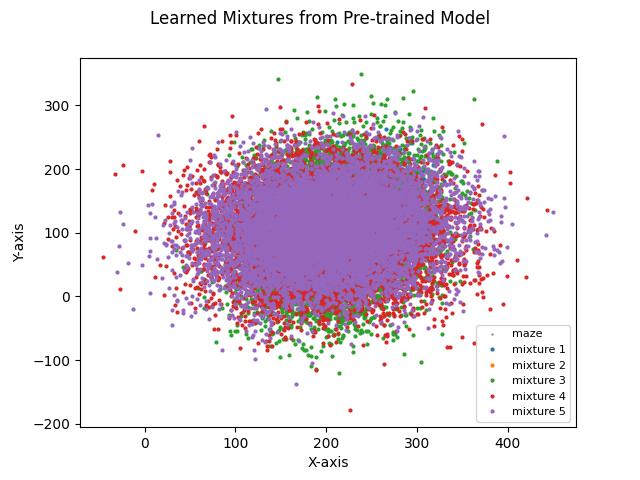 Learned Mixtures from Pre-trained Model
Y-axis
300
200
100
0
−100
−200
0
100
200
300
400
X-axis
maze
mixture 1
mixture 2
mixture 3
mixture 4
mixture 5